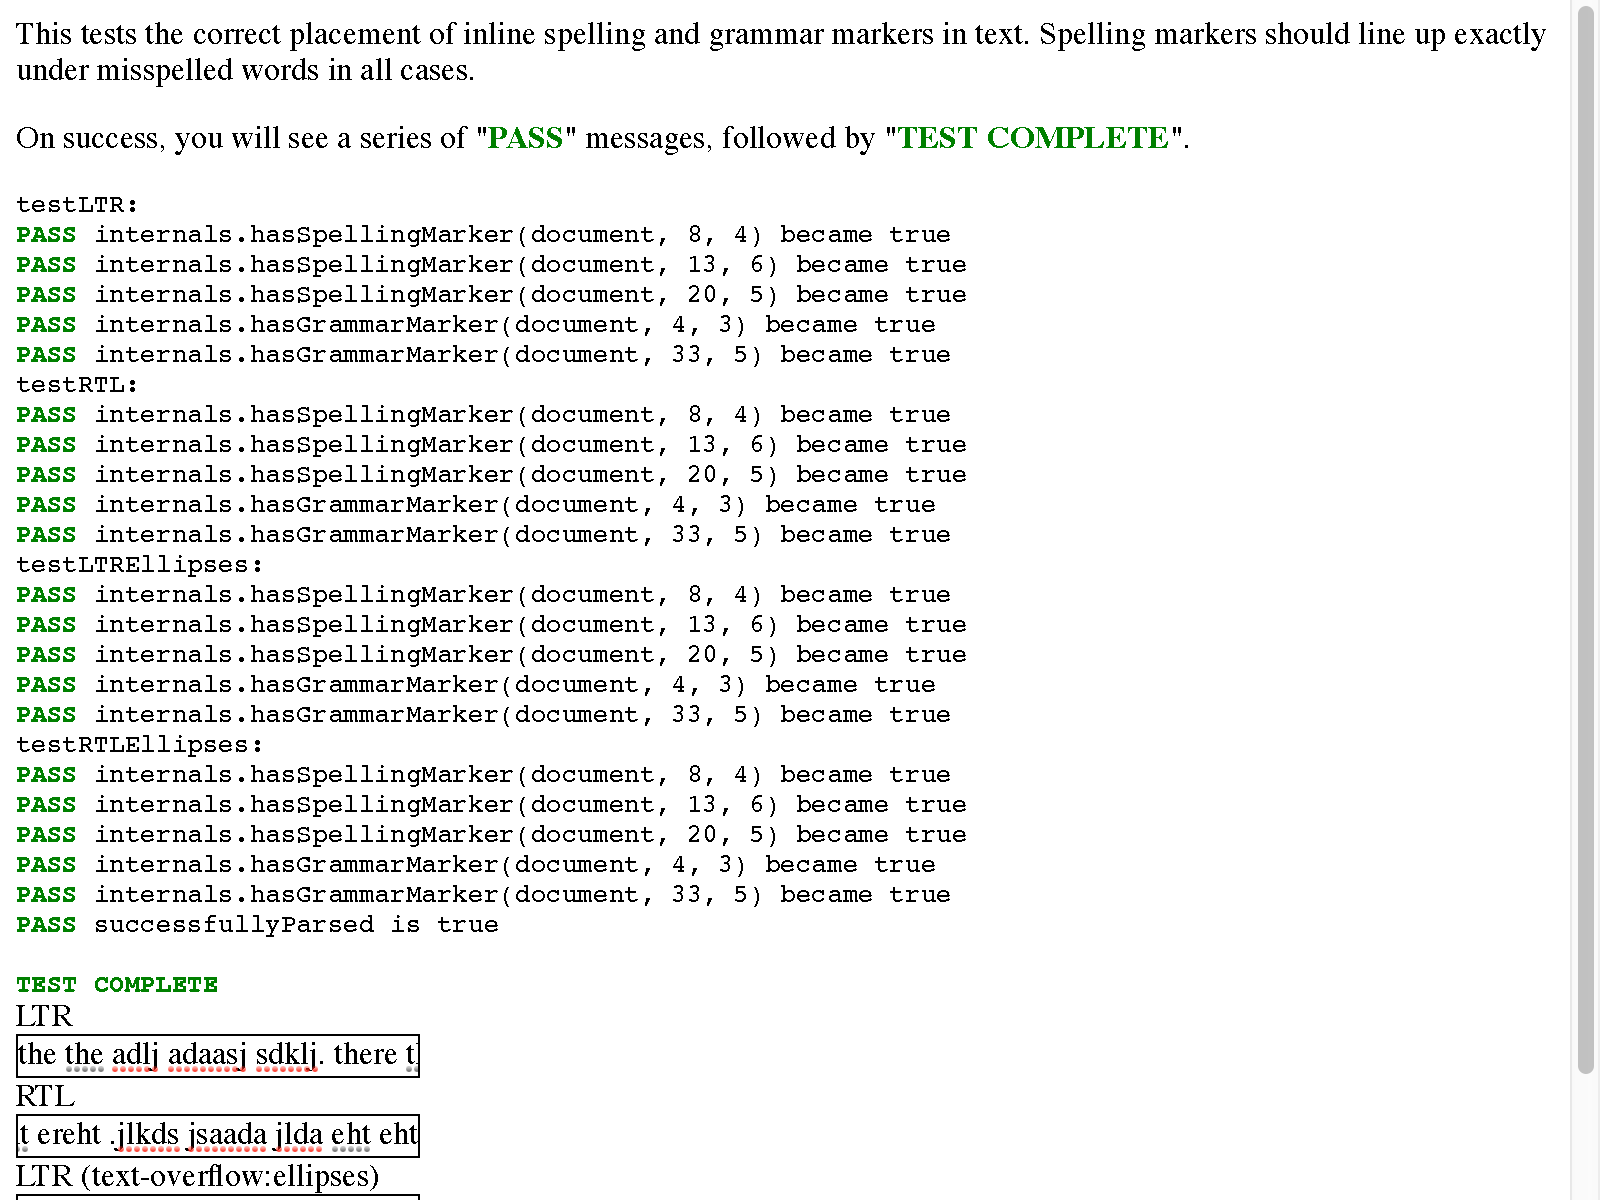 This tests the correct placement of inline spelling and grammar markers in text. Spelling markers should line up exactly
under misspelled words in all cases.
On success, you will see a series of "PASS" messages, followed by "TEST COMPLETE".
testLTR:
PASS internals.hasSpellingMarker(document, 8, 4) became true
PASS internals.hasSpellingMarker(document, 13, 6) became true
PASS internals.hasSpellingMarker(document, 20, 5) became true
PASS internals.hasGrammarMarker(document, 4, 3) became true
PASS internals.hasGrammarMarker(document, 33, 5) became true
testRTL:
PASS internals.hasSpellingMarker(document, 8, 4) became true
PASS internals.hasSpellingMarker(document, 13, 6) became true
PASS internals.hasSpellingMarker(document, 20, 5) became true
PASS internals.hasGrammarMarker(document, 4, 3) became true
PASS internals.hasGrammarMarker(document, 33, 5) became true
testLTREllipses:
PASS internals.hasSpellingMarker(document, 8, 4) became true
PASS internals.hasSpellingMarker(document, 13, 6) became true
PASS internals.hasSpellingMarker(document, 20, 5) became true
PASS internals.hasGrammarMarker(document, 4, 3) became true
PASS internals.hasGrammarMarker(document, 33, 5) became true
testRTLEllipses:
PASS internals.hasSpellingMarker(document, 8, 4) became true
PASS internals.hasSpellingMarker(document, 13, 6) became true
PASS internals.hasSpellingMarker(document, 20, 5) became true
PASS internals.hasGrammarMarker(document, 4, 3) became true
PASS internals.hasGrammarMarker(document, 33, 5) became true
PASS successfullyParsed is true
TEST COMPLETE
LTR
the the adlj adaasj sdklj. there t
RTL
t ereht .jlkds jsaada jlda eht eht
LTR (text-overflow:ellipses)